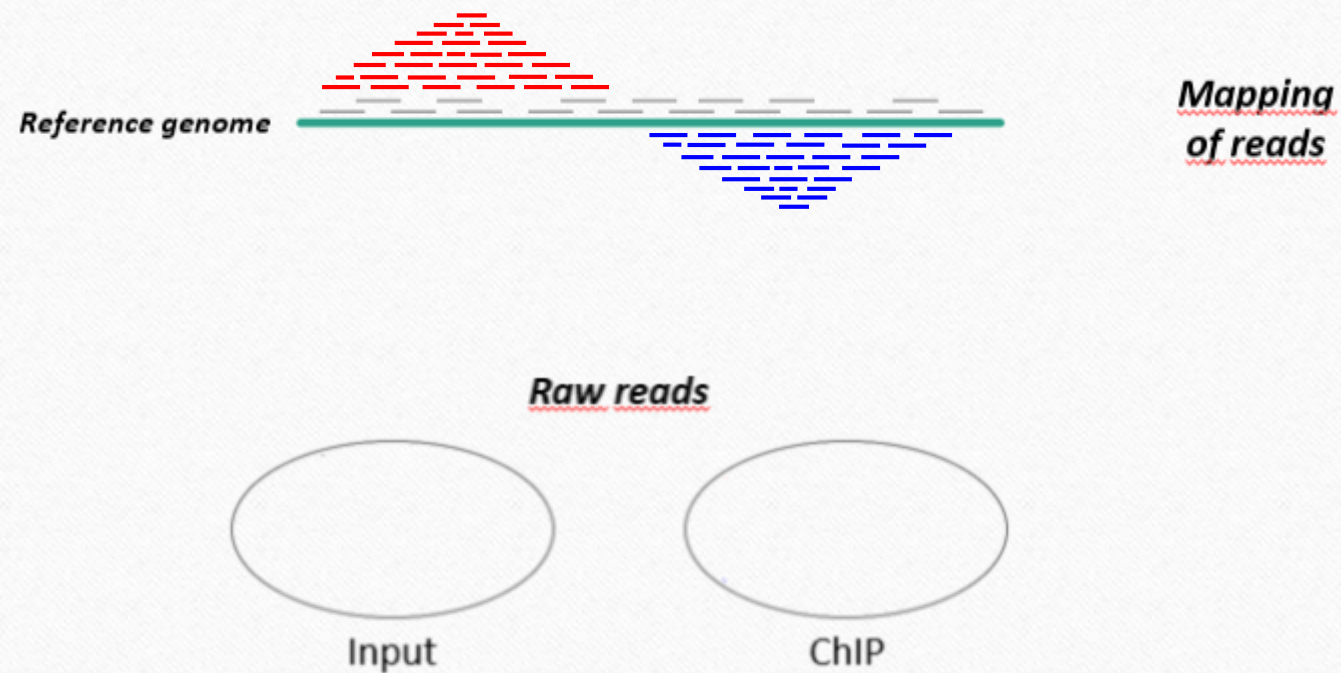 Reference genome
Mapping
of reads
Raw reads
Input
ChIP